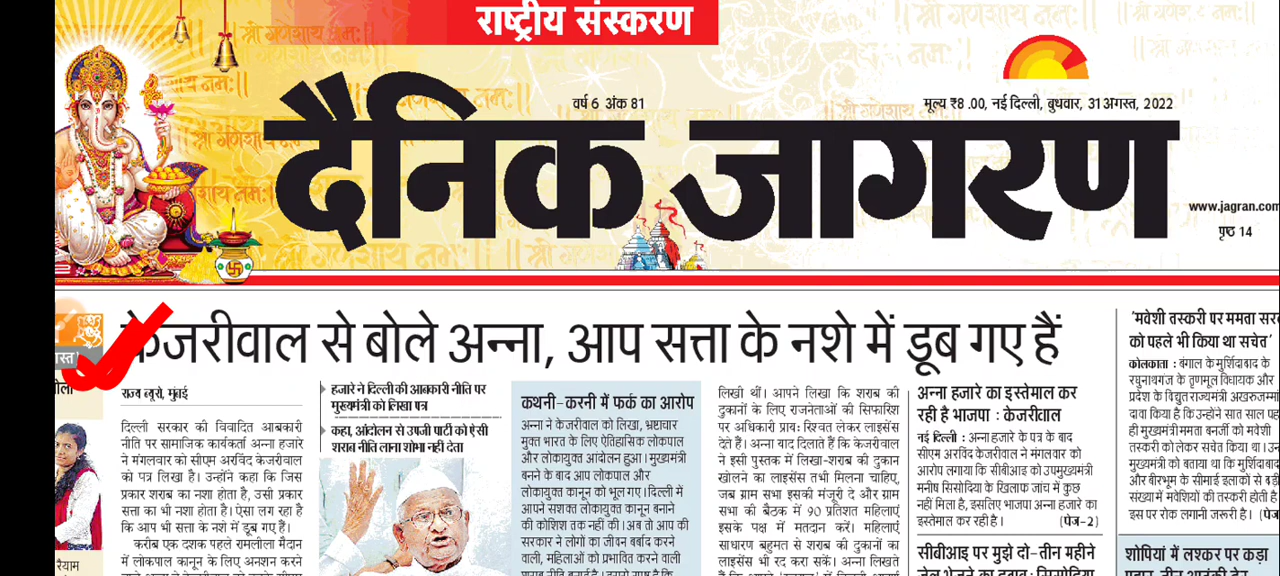 राष्ट्रीय संस्करण
वर्ष 6 अंक 81
मूल्य ₹8.00, नई दिल्ली, बुधवार, 31 अगस्त, 2022
दैनिक जागरण
www.jagran.com
पृष्ठ 14
केजरीवाल से बोले अन्ना, आप सत्ता के नशे में डूब गए हैं
राज्य ब्यूरो, मुंबई
दिल्ली सरकार की विवादित आबकारी
नीति पर सामाजिक कार्यकर्ता अन्ना हजारे
ने मंगलवार को सीएम अरविंद केजरीवाल
को पत्र लिखा है। उन्होंने कहा कि जिस
प्रकार शराब का नशा होता है, उसी प्रकार
सत्ता का भी नशा होता है। ऐसा लग रहा है
कि आप भी सत्ता के नशे में डूब गए हैं।
करीब एक दशक पहले रामलीला मैदान
में लोकपाल कानून के लिए अनशन करने
हजारे ने दिल्ली की आबकारी नीति पर
मुख्यमंत्री को लिखा पत्र
कहा, आंदोलन से उपजी पार्टी को ऐसी
शराब नीति लाना शोभा नहीं देता
कथनी-करनी में फर्क का आरोप
अन्ना ने केजरीवाल को लिखा, भ्रष्टाचार
मुक्त भारत के लिए ऐतिहासिक लोकपाल
और लोकायुक्त आंदोलन हुआ। मुख्यमंत्री
बनने के बाद आप लोकपाल और
लोकायुक्त कानून को भूल गए। दिल्ली में
आपने सशक्त लोकायुक्त कानून बनाने
की कोशिश तक नहीं की। अब तो आप की
सरकार ने लोगों का जीवन बर्बाद करने
वाली, महिलाओं को प्रभावित करने वाली
लिखी थीं। आपने लिखा कि शराब की
दुकानों के लिए राजनेताओं की सिफारिश
पर अधिकारी प्रायः रिश्वत लेकर लाइसेंस
देते हैं। अन्ना याद दिलाते हैं कि केजरीवाल
ने इसी पुस्तक में लिखा-शराब की दुकान
खोलने का लाइसेंस तभी मिलना चाहिए,
जब ग्राम सभा इसकी मंजूरी दे और ग्राम
सभा की बैठक में 90 प्रतिशत महिलाएं
इसके पक्ष में मतदान करें। महिलाएं
साधारण बहुमत से शराब की दुकानों का
लाइसेंस भी रद करा सकें। अन्ना लिखते
अन्ना हजारे का इस्तेमाल कर
रही है भाजपा : केजरीवाल
नई दिल्ली : अन्ना हजारे के पत्र के बाद
सीएम अरविंद केजरीवाल ने मंगलवार को
आरोप लगाया कि सीबीआइ को उपमुख्यमंत्री
मनीष सिसोदिया के खिलाफ जांच में कुछ
नहीं मिला है, इसलिए भाजपा अन्ना हजारे का
इस्तेमाल कर रही है। (पेज-2)
सीबीआइ पर मुझे दो-तीन महीने
जेल भेजने का दबाव : सिसोदिया
'मवेशी तस्करी पर ममता
को पहले भी किया था सचेत'
कोलकाता : बंगाल के मुर्शिदाबाद के
रघुनाथगंज के तृणमूल विधायक और
प्रदेश के विद्युत राज्यमंत्री
दावा किया है कि उन्होंने सात साल
ही मुख्यमंत्री ममता बनर्जी को मवेशी
तस्करी को लेकर सचेत किया था।
मुख्यमंत्री को बताया था कि
और बीरभूम के सीमाई इलाकों से
संख्या में मवेशियों की तस्करी होती है
इस पर रोक लगानी जरूरी है।
शोपियां में लश्कर पर कड़ा